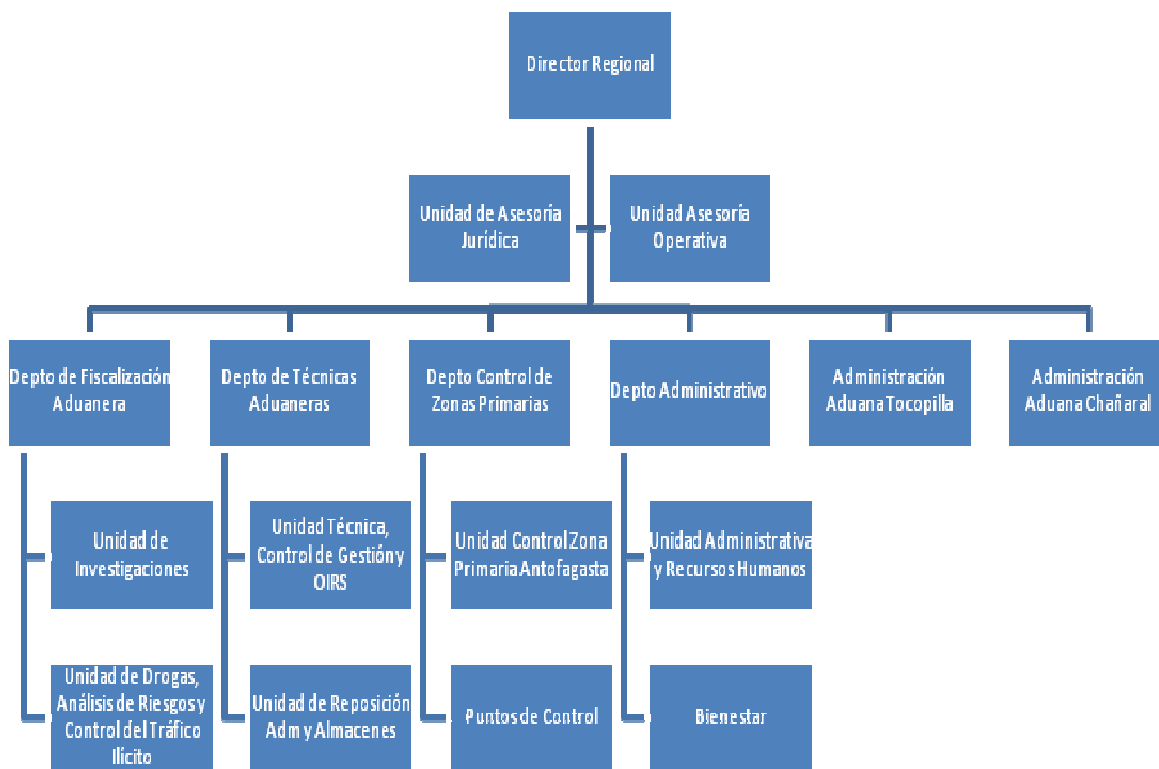 Director Regional
Unidad de Asesoría
Jurídica
Unidad Asesoría
Operativa
Depto de Fiscalización
Aduanera
Depto de Técnicas
Aduaneras
Depto Control de
Zonas Primarias
Depto Administrativo
Administración
Aduana Tocopilla
Administración
Aduana Chañaral
Unidad de
Investigaciones
Unidad Técnica,
Control de Gestión y
OIRS
Unidad Control Zona
Primaria Antofagasta
Unidad Administrativa
y Recursos Humanos
Unidad de Drogas,
Análisis de Riesgos y
Control del Tráfico
Ilícito
Unidad de Reposición
Adm y Almacenes
Puntos de Control
Bienestar